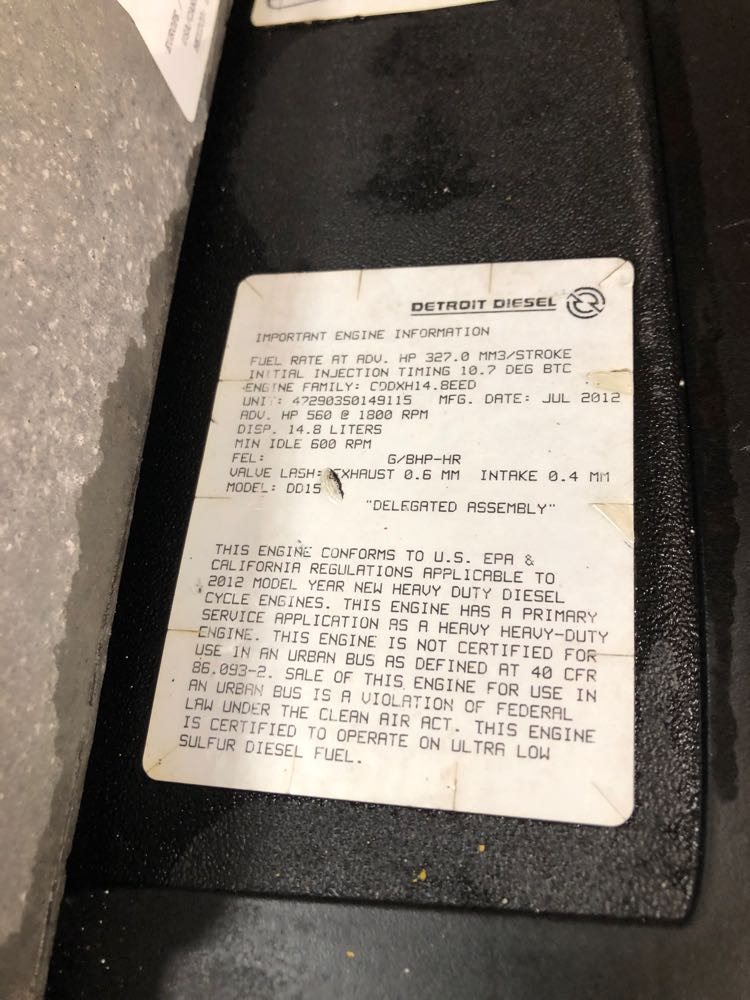 DETROIT DIESEL
IMPORTANT ENGINE INFORMATION
FUEL RATE AT ADV. HP 327.0 MM3/STROKE
INITIAL INJECTION TIMING 10.7 DEG BTC
ENGINE FAMILY: CDDXH14.8EED
UNIT: 472903S0149115 MFG. DATE: JUL 2012
ADV. HP 560 @ 1800 RPM
DISP. 14.8 LITERS
MIN IDLE 600 RPM
FEL: G/BHP-HR
VALVE LASH: EXHAUST 0.6 MM INTAKE 0.4 MM
MODEL: DD15
"DELEGATED ASSEMBLY"
THIS ENGINE CONFORMS TO U.S. EPA &
CALIFORNIA REGULATIONS APPLICABLE TO
2012 MODEL YEAR NEW HEAVY DUTY DIESEL
CYCLE ENGINES. THIS ENGINE HAS A PRIMARY
SERVICE APPLICATION AS A HEAVY HEAVY-DUTY
ENGINE. THIS ENGINE IS NOT CERTIFIED FOR
USE IN AN URBAN BUS AS DEFINED AT 40 CFR
86.093-2. SALE OF THIS ENGINE FOR USE IN
AN URBAN BUS IS A VIOLATION OF FEDERAL
LAW UNDER THE CLEAN AIR ACT. THIS ENGINE
IS CERTIFIED TO OPERATE ON ULTRA LOW
SULFUR DIESEL FUEL.